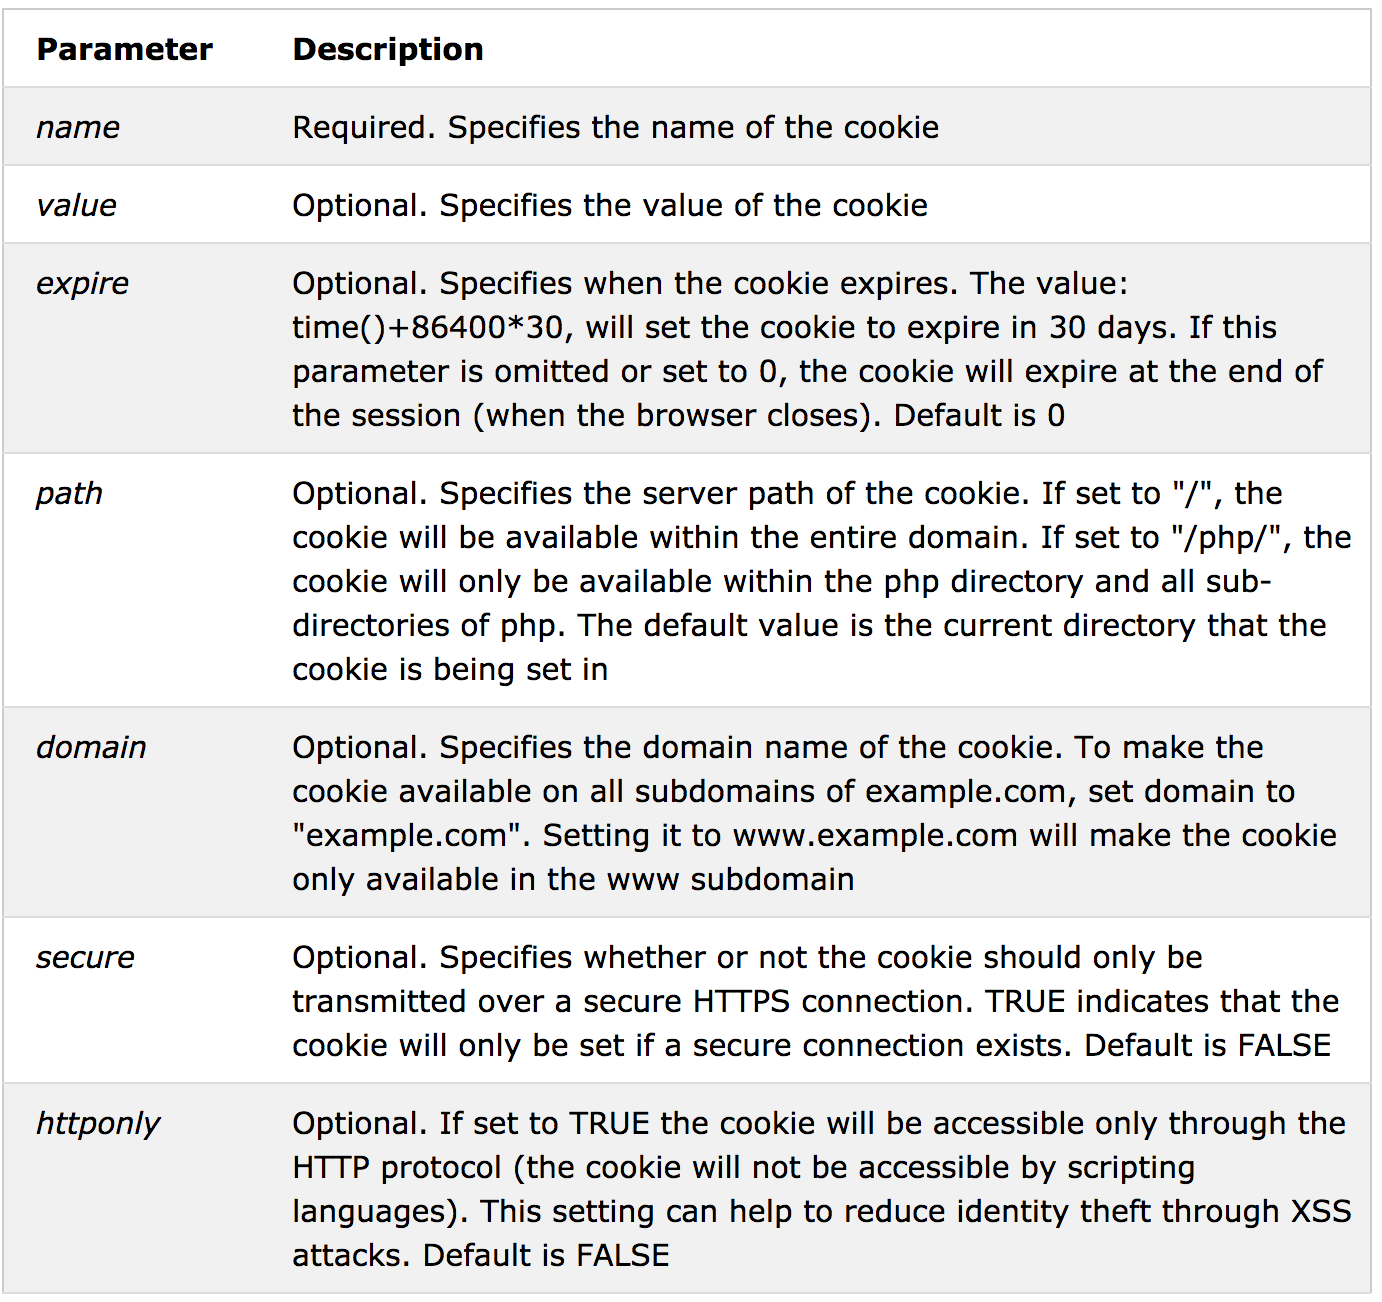 Parameter Description
name Required. Specifies the name of the cookie
value Optional. Specifies the value of the cookie
expire Optional. Specifies when the cookie expires. The value:
time()+86400*30, will set the cookie to expire in 30 days. If this
parameter is omitted or set to 0, the cookie will expire at the end of
the session (when the browser closes). Default is 0
path Optional. Specifies the server path of the cookie. If set to "/", the
cookie will be available within the entire domain. If set to "/php/", the
cookie will only be available within the php directory and all sub-
directories of php. The default value is the current directory that the
cookie is being set in
domain Optional. Specifies the domain name of the cookie. To make the
cookie available on all subdomains of example.com, set domain to
"example.com". Setting it to www.example.com will make the cookie
only available in the www subdomain
secure Optional. Specifies whether or not the cookie should only be
transmitted over a secure HTTPS connection. TRUE indicates that the
cookie will only be set if a secure connection exists. Default is FALSE
httponly Optional. If set to TRUE the cookie will be accessible only through the
HTTP protocol (the cookie will not be accessible by scripting
languages). This setting can help to reduce identity theft through XSS
attacks. Default is FALSE